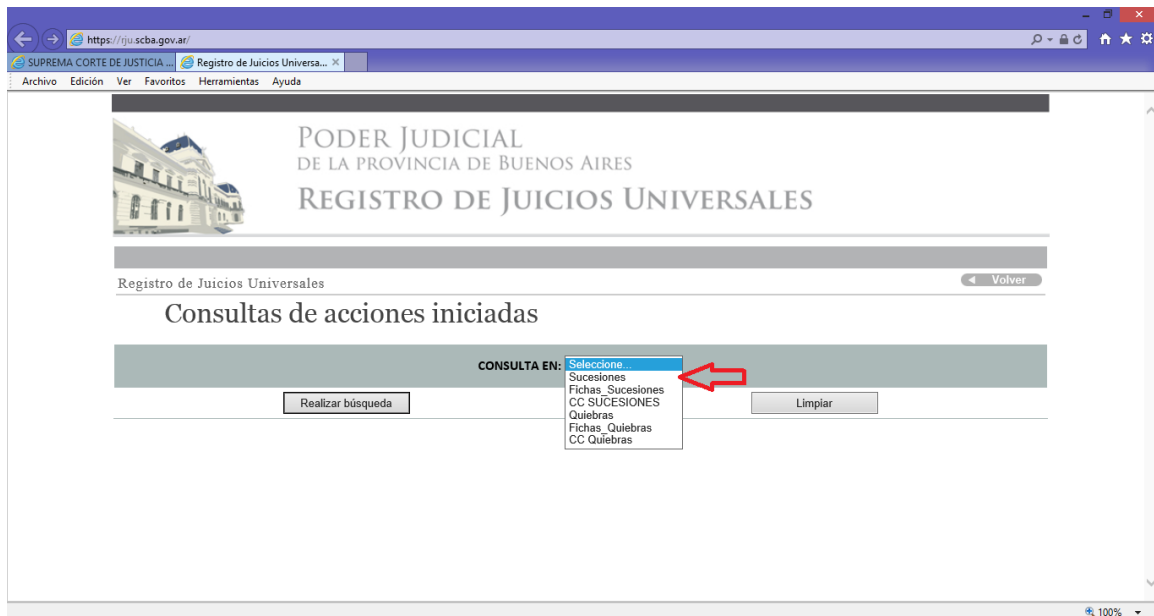 https://rju.scba.gov.ar/
SUPREMA CORTE DE JUSTICIA ... Registro de Juicios Universa...
Archivo Edición Ver Favoritos Herramientas Ayuda
PODER JUDICIAL
DE LA PROVINCIA DE BUENOS AIRES
REGISTRO DE JUICIOS UNIVERSALES
Registro de Juicios Universales Volver
Consultas de acciones iniciadas
CONSULTA EN: Seleccione...
Sucesiones
Fichas_Sucesiones
CC SUCESIONES
Quiebras
Fichas_Quiebras
CC Quiebras
Realizar búsqueda Limpiar
100%